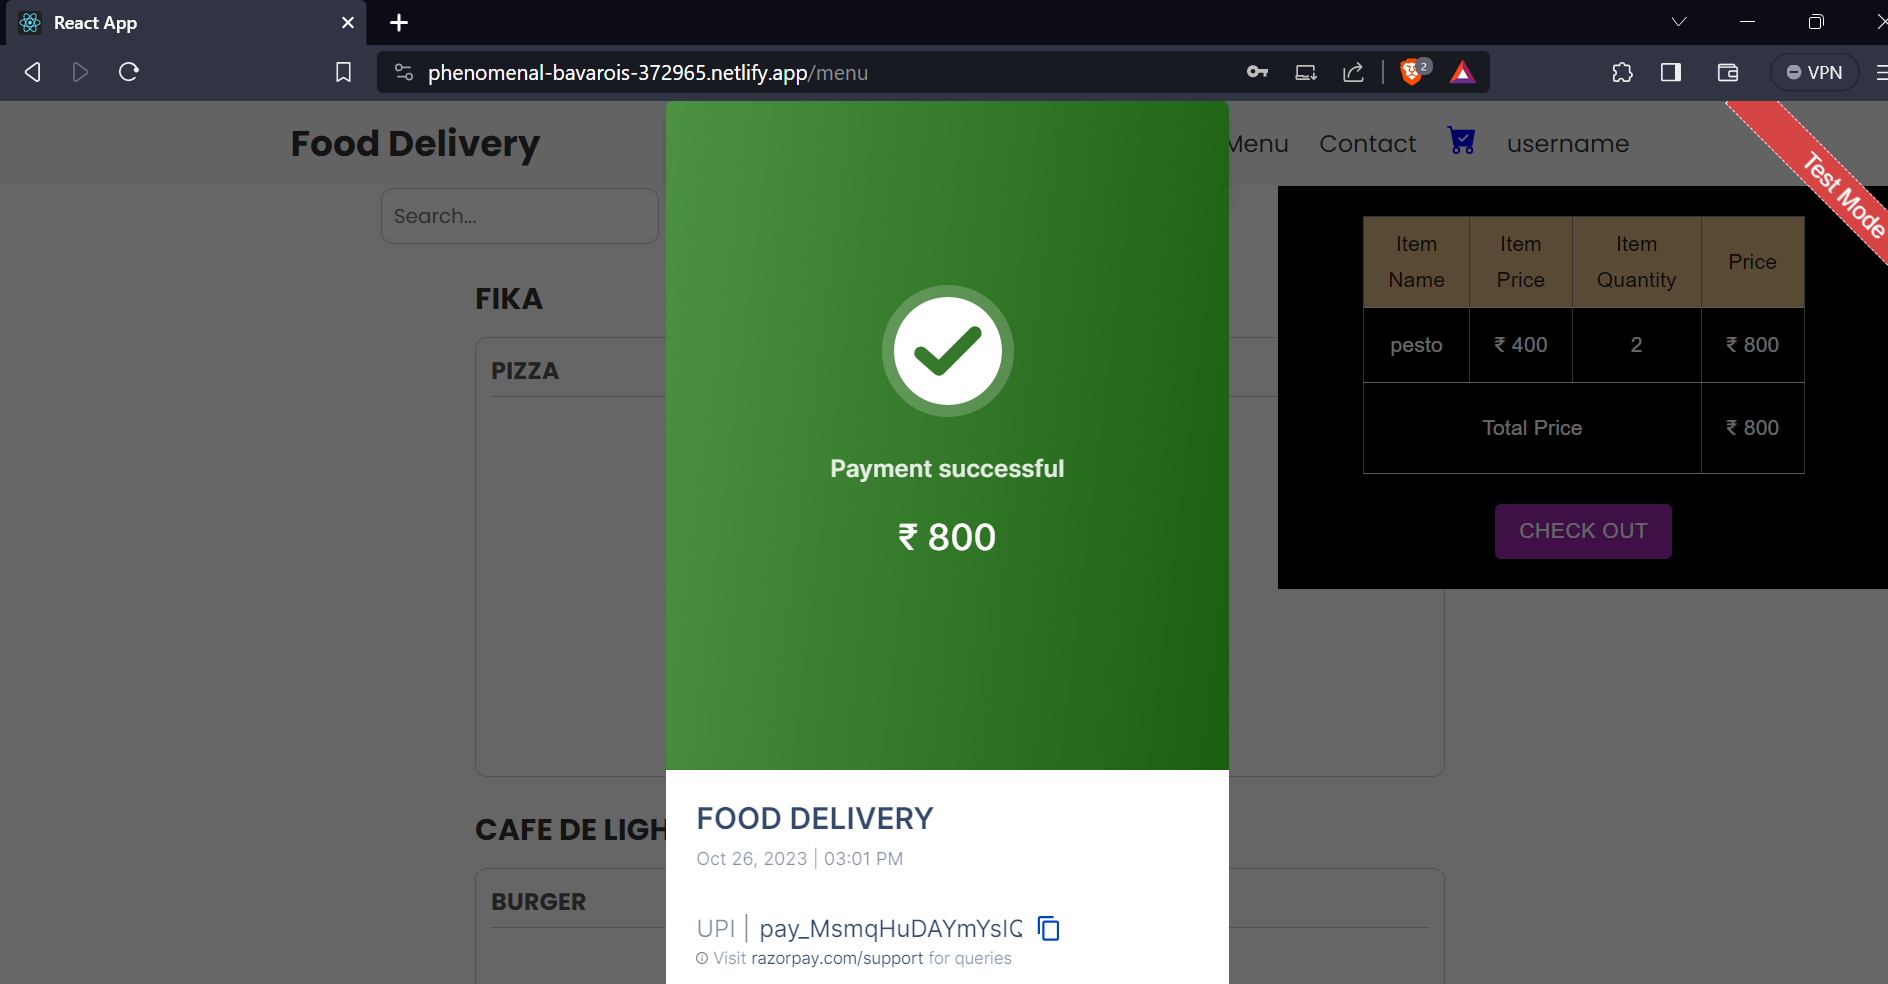 React App
phenomenal-bavarois-372965.netlify.app/menu
2
VPN
Food Delivery
Menu
Contact
username
Test Mode
Search...
FIKA
PIZZA
Item Name
Item Price
Item Quantity
Price
pesto
₹ 400
2
₹ 800
Total Price
₹ 800
CHECK OUT
Payment successful
₹ 800
CAFE DE LIGH
BURGER
FOOD DELIVERY
Oct 26, 2023 | 03:01 PM
UPI |
Visit razorpay.com/support for queries